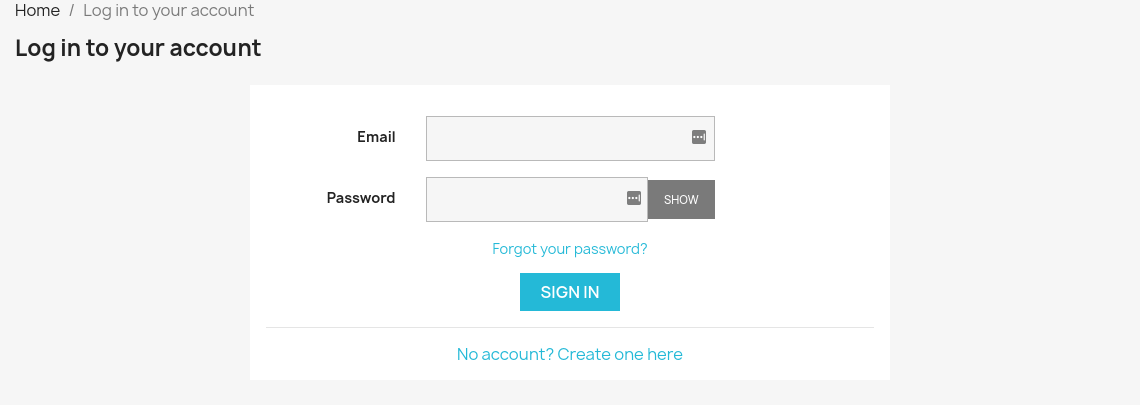 Home / Log in to your account
Log in to your account
Email
Password
SHOW
Forgot your password?
SIGN IN
No account? Create one here